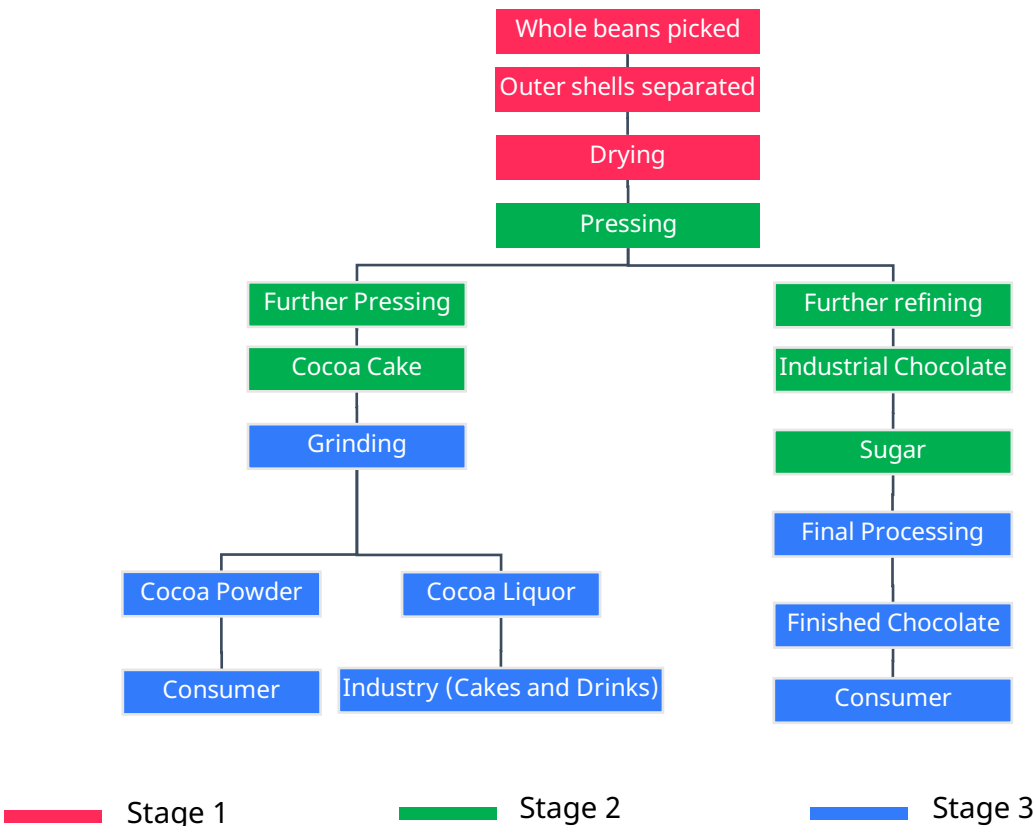 Whole beans picked
Outer shells separated
Drying
Pressing
Further Pressing
Further refining
Cocoa Cake
Industrial Chocolate
Grinding
Sugar
Final Processing
Cocoa Powder
Cocoa Liquor
Finished Chocolate
Consumer
Industry (Cakes and Drinks)
Consumer
Stage 1
Stage 2
Stage 3